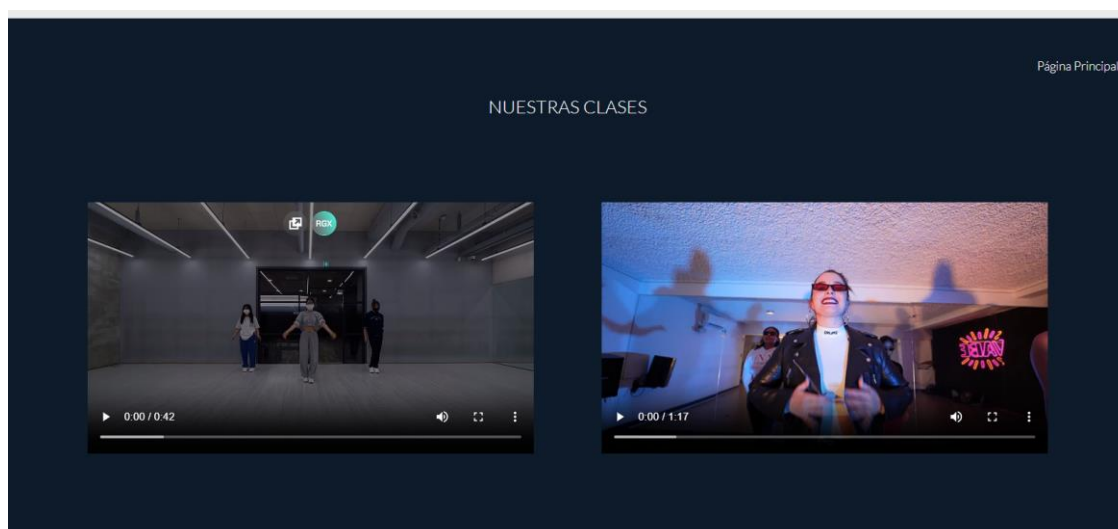 Página Principal
NUESTRAS CLASES
RGX
0:00 / 0:42
0:00 / 1:17